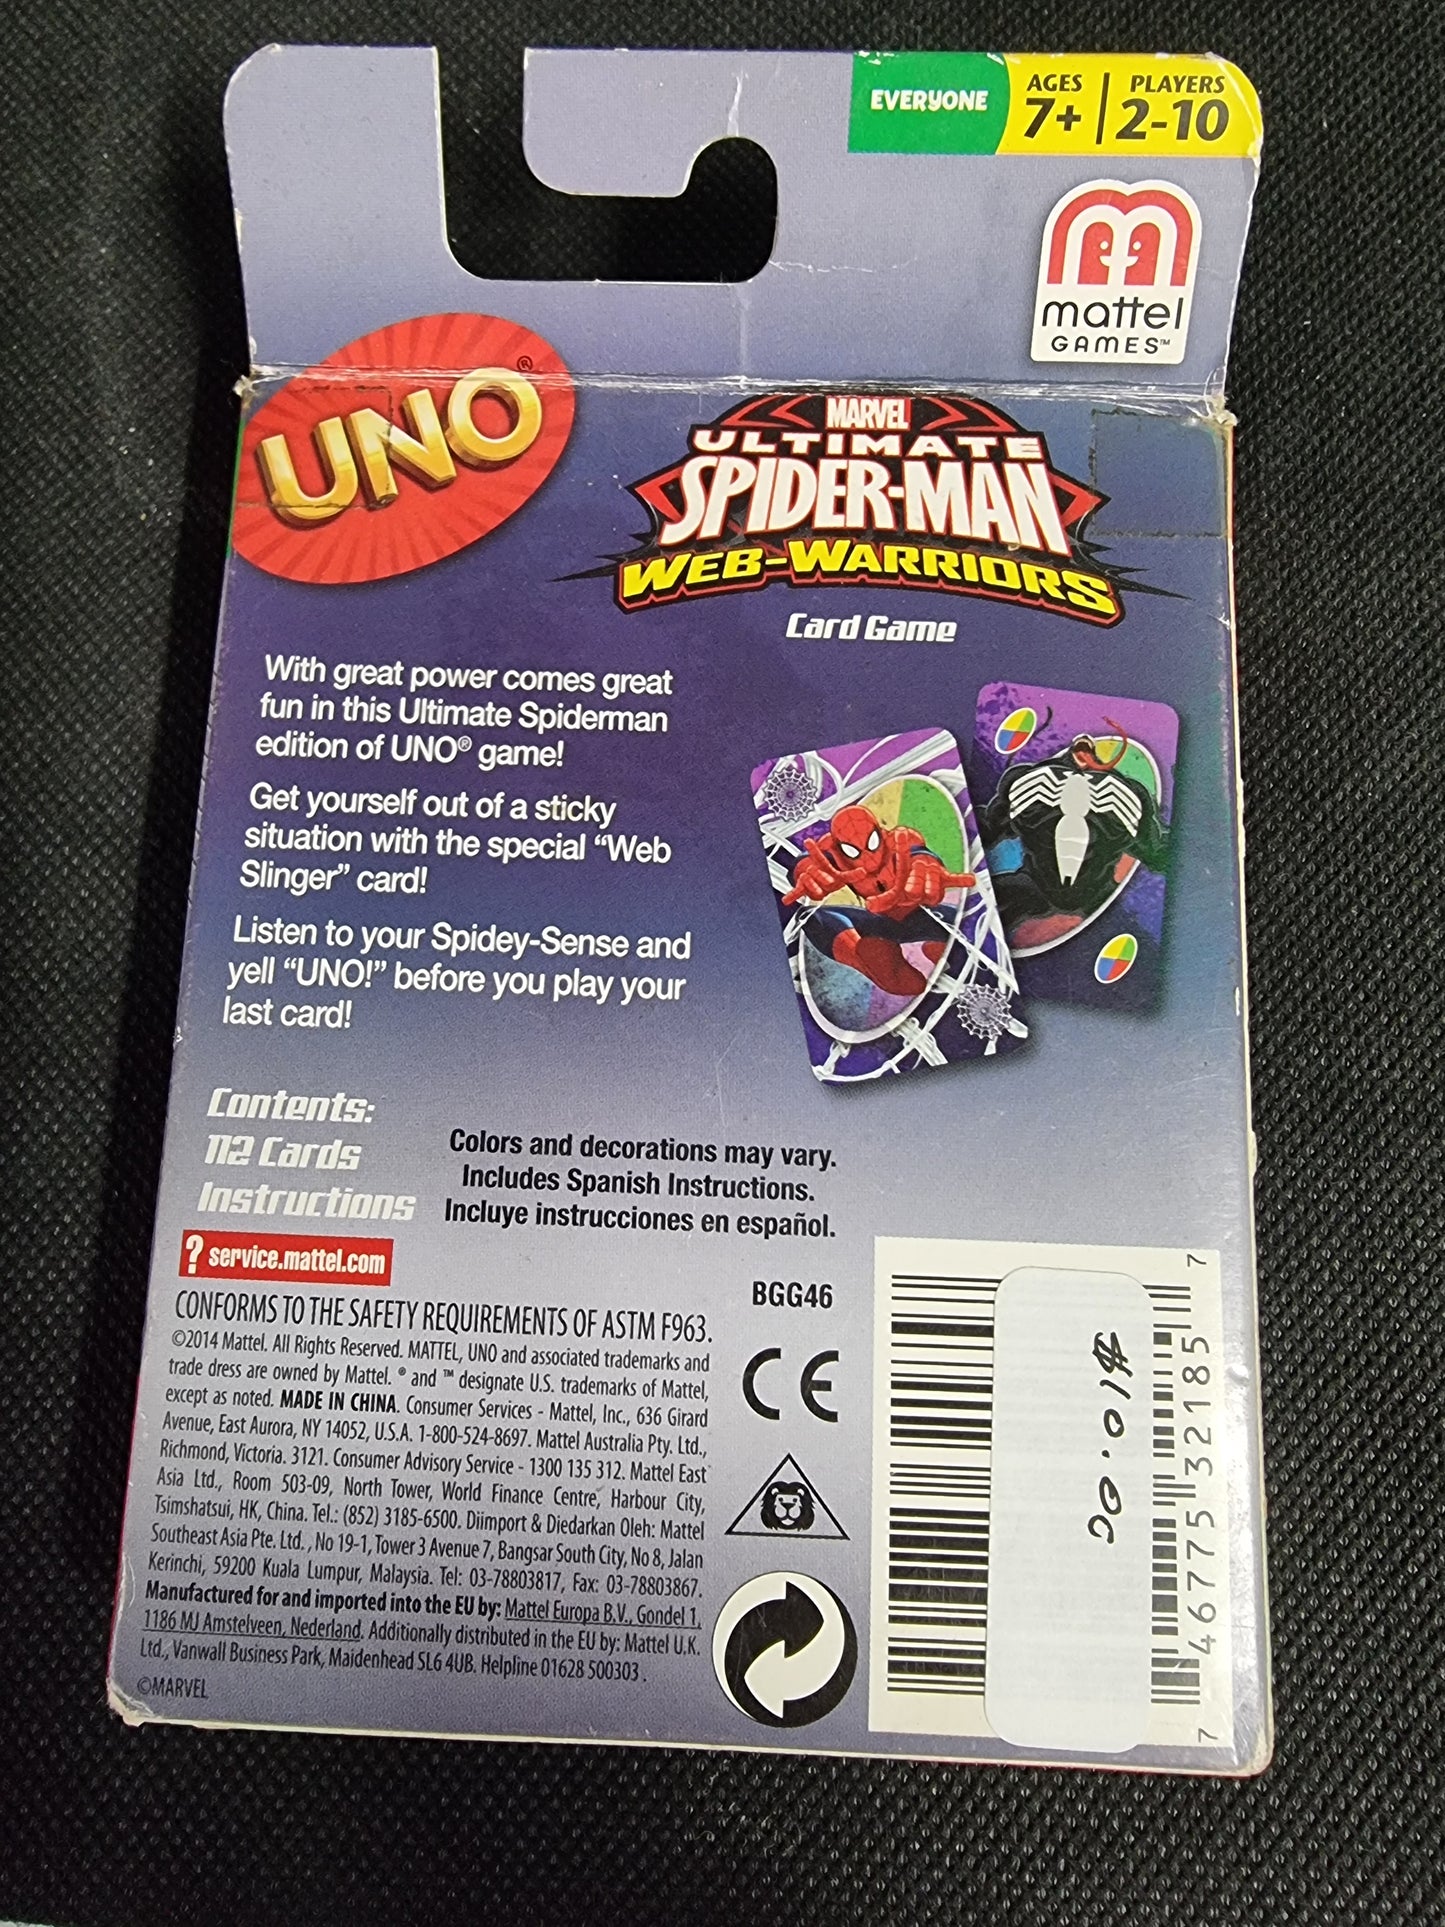 EVERYONE
AGES
7+
PLAYERS
2-10
mattel
GAMES™
UNO®
MARVEL
ULTIMATE
SPIDER-MAN
WEB-WARRIORS
Card Game
With great power comes great
fun in this Ultimate Spiderman
edition of UNO® game!
Get yourself out of a sticky
situation with the special “Web
Slinger” card!
Listen to your Spidey-Sense and
yell “UNO!” before you play your
last card!
Contents:
112 Cards
Instructions
Colors and decorations may vary.
Includes Spanish Instructions.
Incluye instrucciones en español.
? service.mattel.com
BGG46
CONFORMS TO THE SAFETY REQUIREMENTS OF ASTM F963.
©2014 Mattel. All Rights Reserved. MATTEL, UNO and associated trademarks and
trade dress are owned by Mattel. ® and ™ designate U.S. trademarks of Mattel,
except as noted. MADE IN CHINA. Consumer Services - Mattel, Inc., 636 Girard
Avenue, East Aurora, NY 14052, U.S.A. 1-800-524-8697. Mattel Australia Pty. Ltd.,
Richmond, Victoria. 3121. Consumer Advisory Service - 1300 135 312. Mattel East
Asia Ltd., Room 503-09, North Tower, World Finance Centre, Harbour City,
Tsimshatsui, HK, China. Tel.: (852) 3185-6500. Diimport & Diedarkan Oleh: Mattel
Southeast Asia Pte. Ltd., No 19-1, Tower 3 Avenue 7, Bangsar South City, No 8, Jalan
Kerinchi, 59200 Kuala Lumpur, Malaysia. Tel: 03-78803817, Fax: 03-78803867.
Manufactured for and imported into the EU by: Mattel Europa B.V., Gondel 1,
1186 MJ Amstelveen, Nederland. Additionally distributed in the EU by: Mattel U.K.
Ltd., Vanwall Business Park, Maidenhead SL6 4UB. Helpline 01628 500303.
©MARVEL
CE
$10.00
7 46775 32185 7